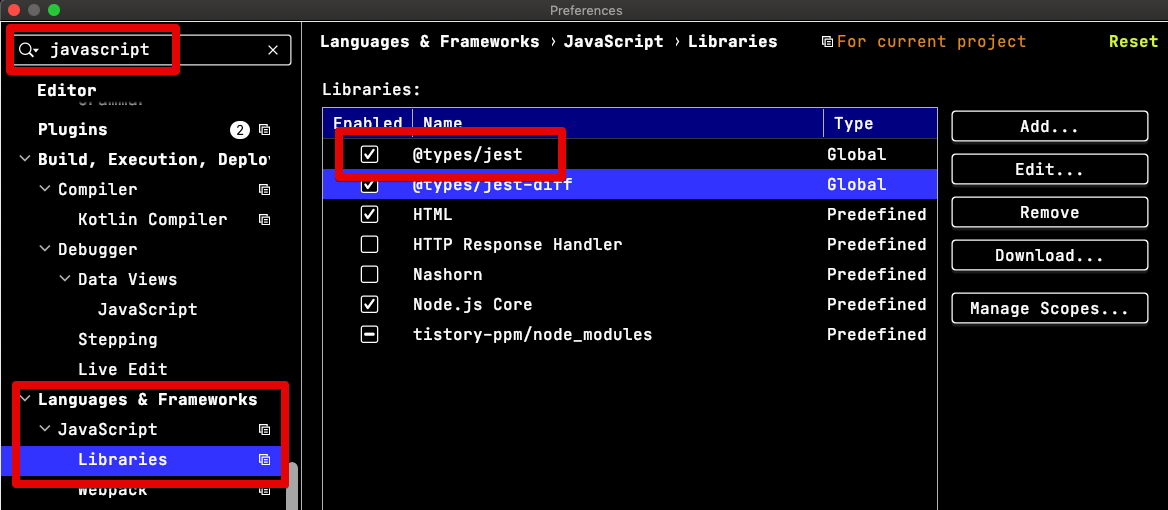 Preferences
javascript
Languages & Frameworks › JavaScript › Libraries
For current project
Reset
Editor
Grammar
Plugins 2
Build, Execution, Deplo
Compiler
Kotlin Compiler
Debugger
Data Views
JavaScript
Stepping
Live Edit
Languages & Frameworks
JavaScript
Libraries
Webpack
Libraries:
Enabled Name Type
@types/jest Global
@types/jest-diff Global
HTML Predefined
HTTP Response Handler Predefined
Nashorn Predefined
Node.js Core Predefined
tistory-ppm/node_modules Predefined
Add...
Edit...
Remove
Download...
Manage Scopes...